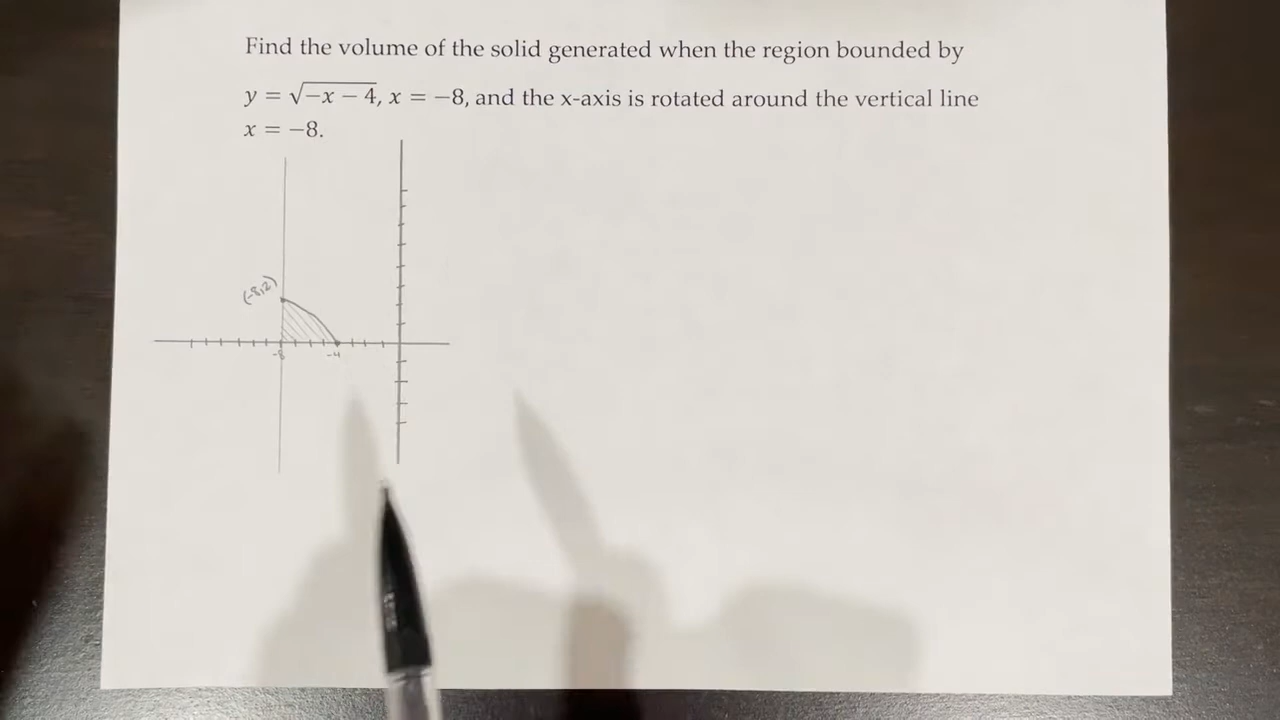 Find the volume of the solid generated when the region bounded by
y = √−x − 4, x = −8, and the x-axis is rotated around the vertical line
x = −8.
(-8,2)
-8 -4